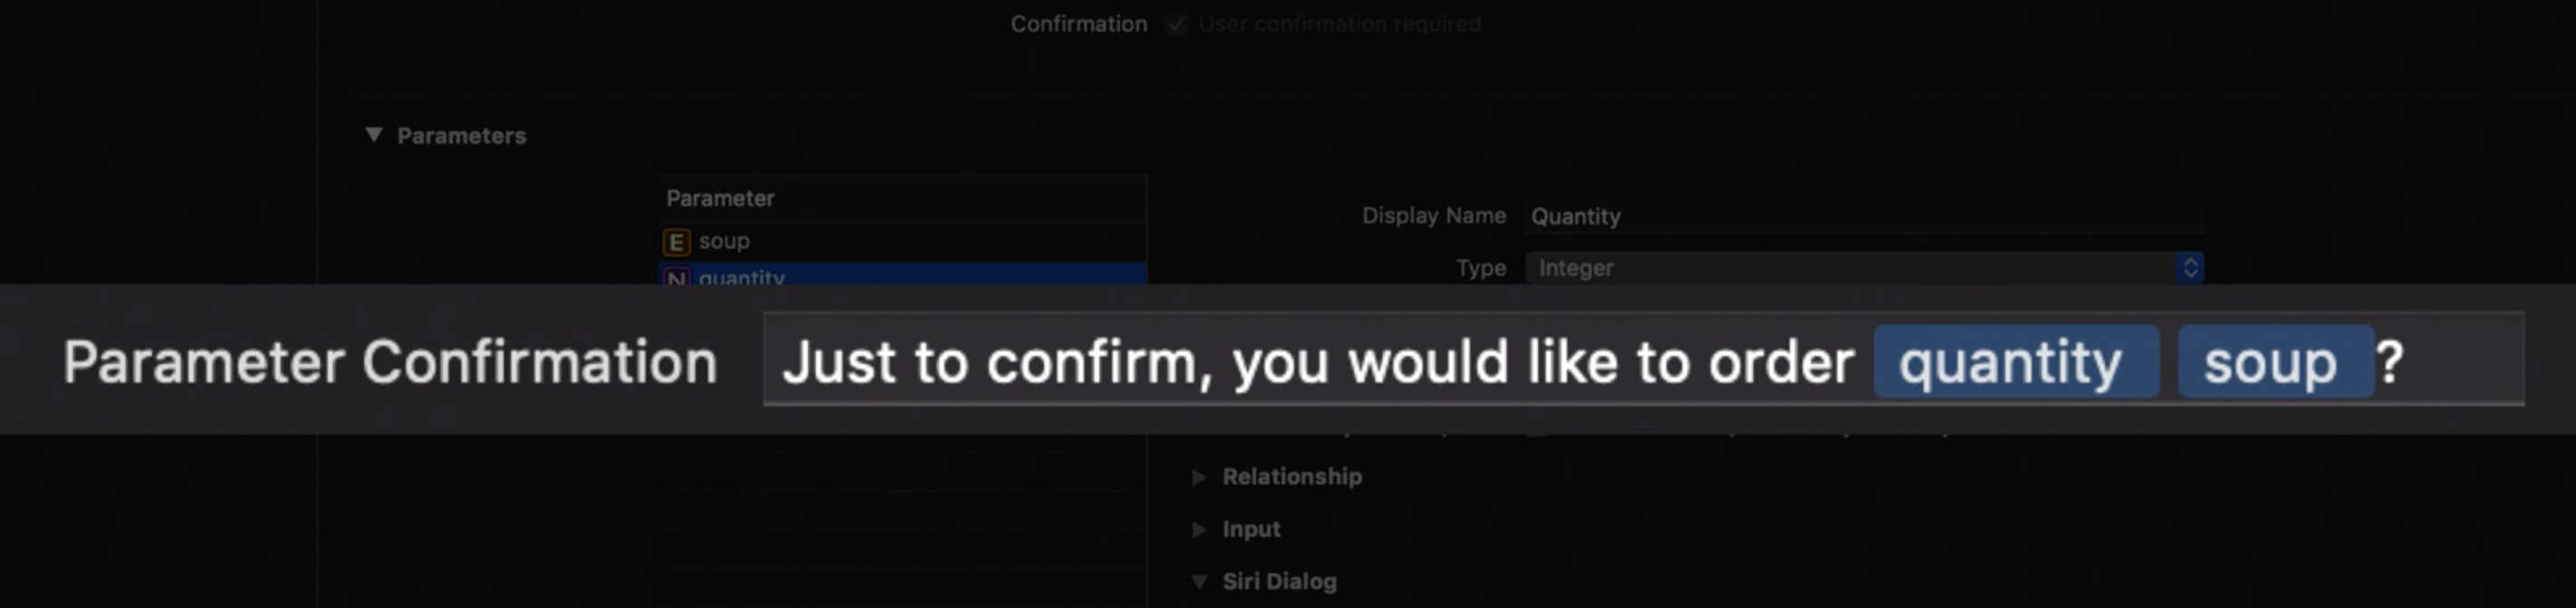 Confirmation User confirmation required
Parameters
Parameter
E soup
N quantity
Display Name Quantity
Type Integer
Parameter Confirmation Just to confirm, you would like to order quantity soup ?
Relationship
Input
Siri Dialog